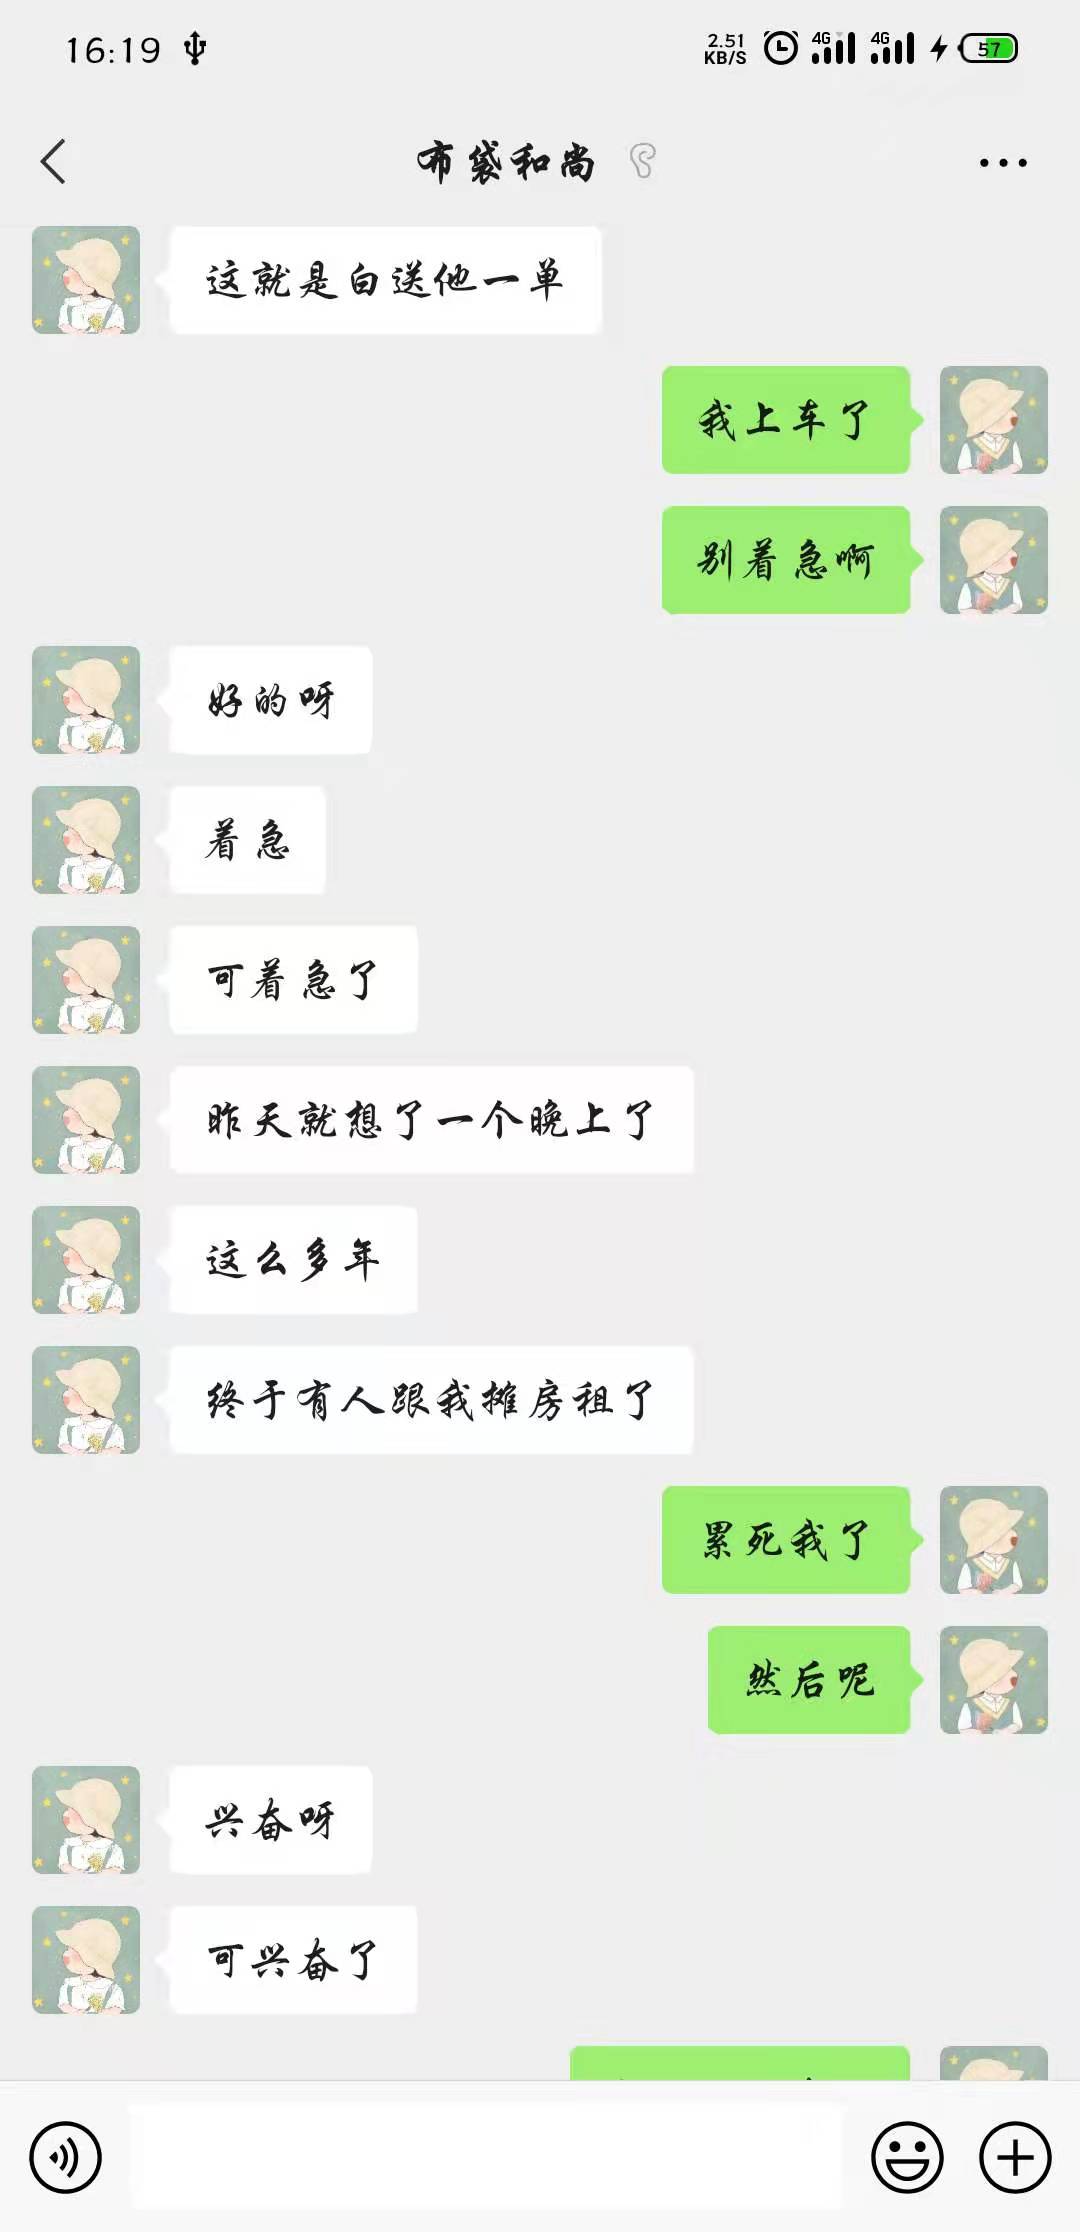 16:19
2.51
KB/S
4G
4G
57
布袋和尚
这就是白送他一单
我上车了
别着急啊
好的呀
着急
可着急了
昨天就想了一个晚上了
这么多年
终于有人跟我摊房租了
累死我了
然后呢
兴奋呀
可兴奋了